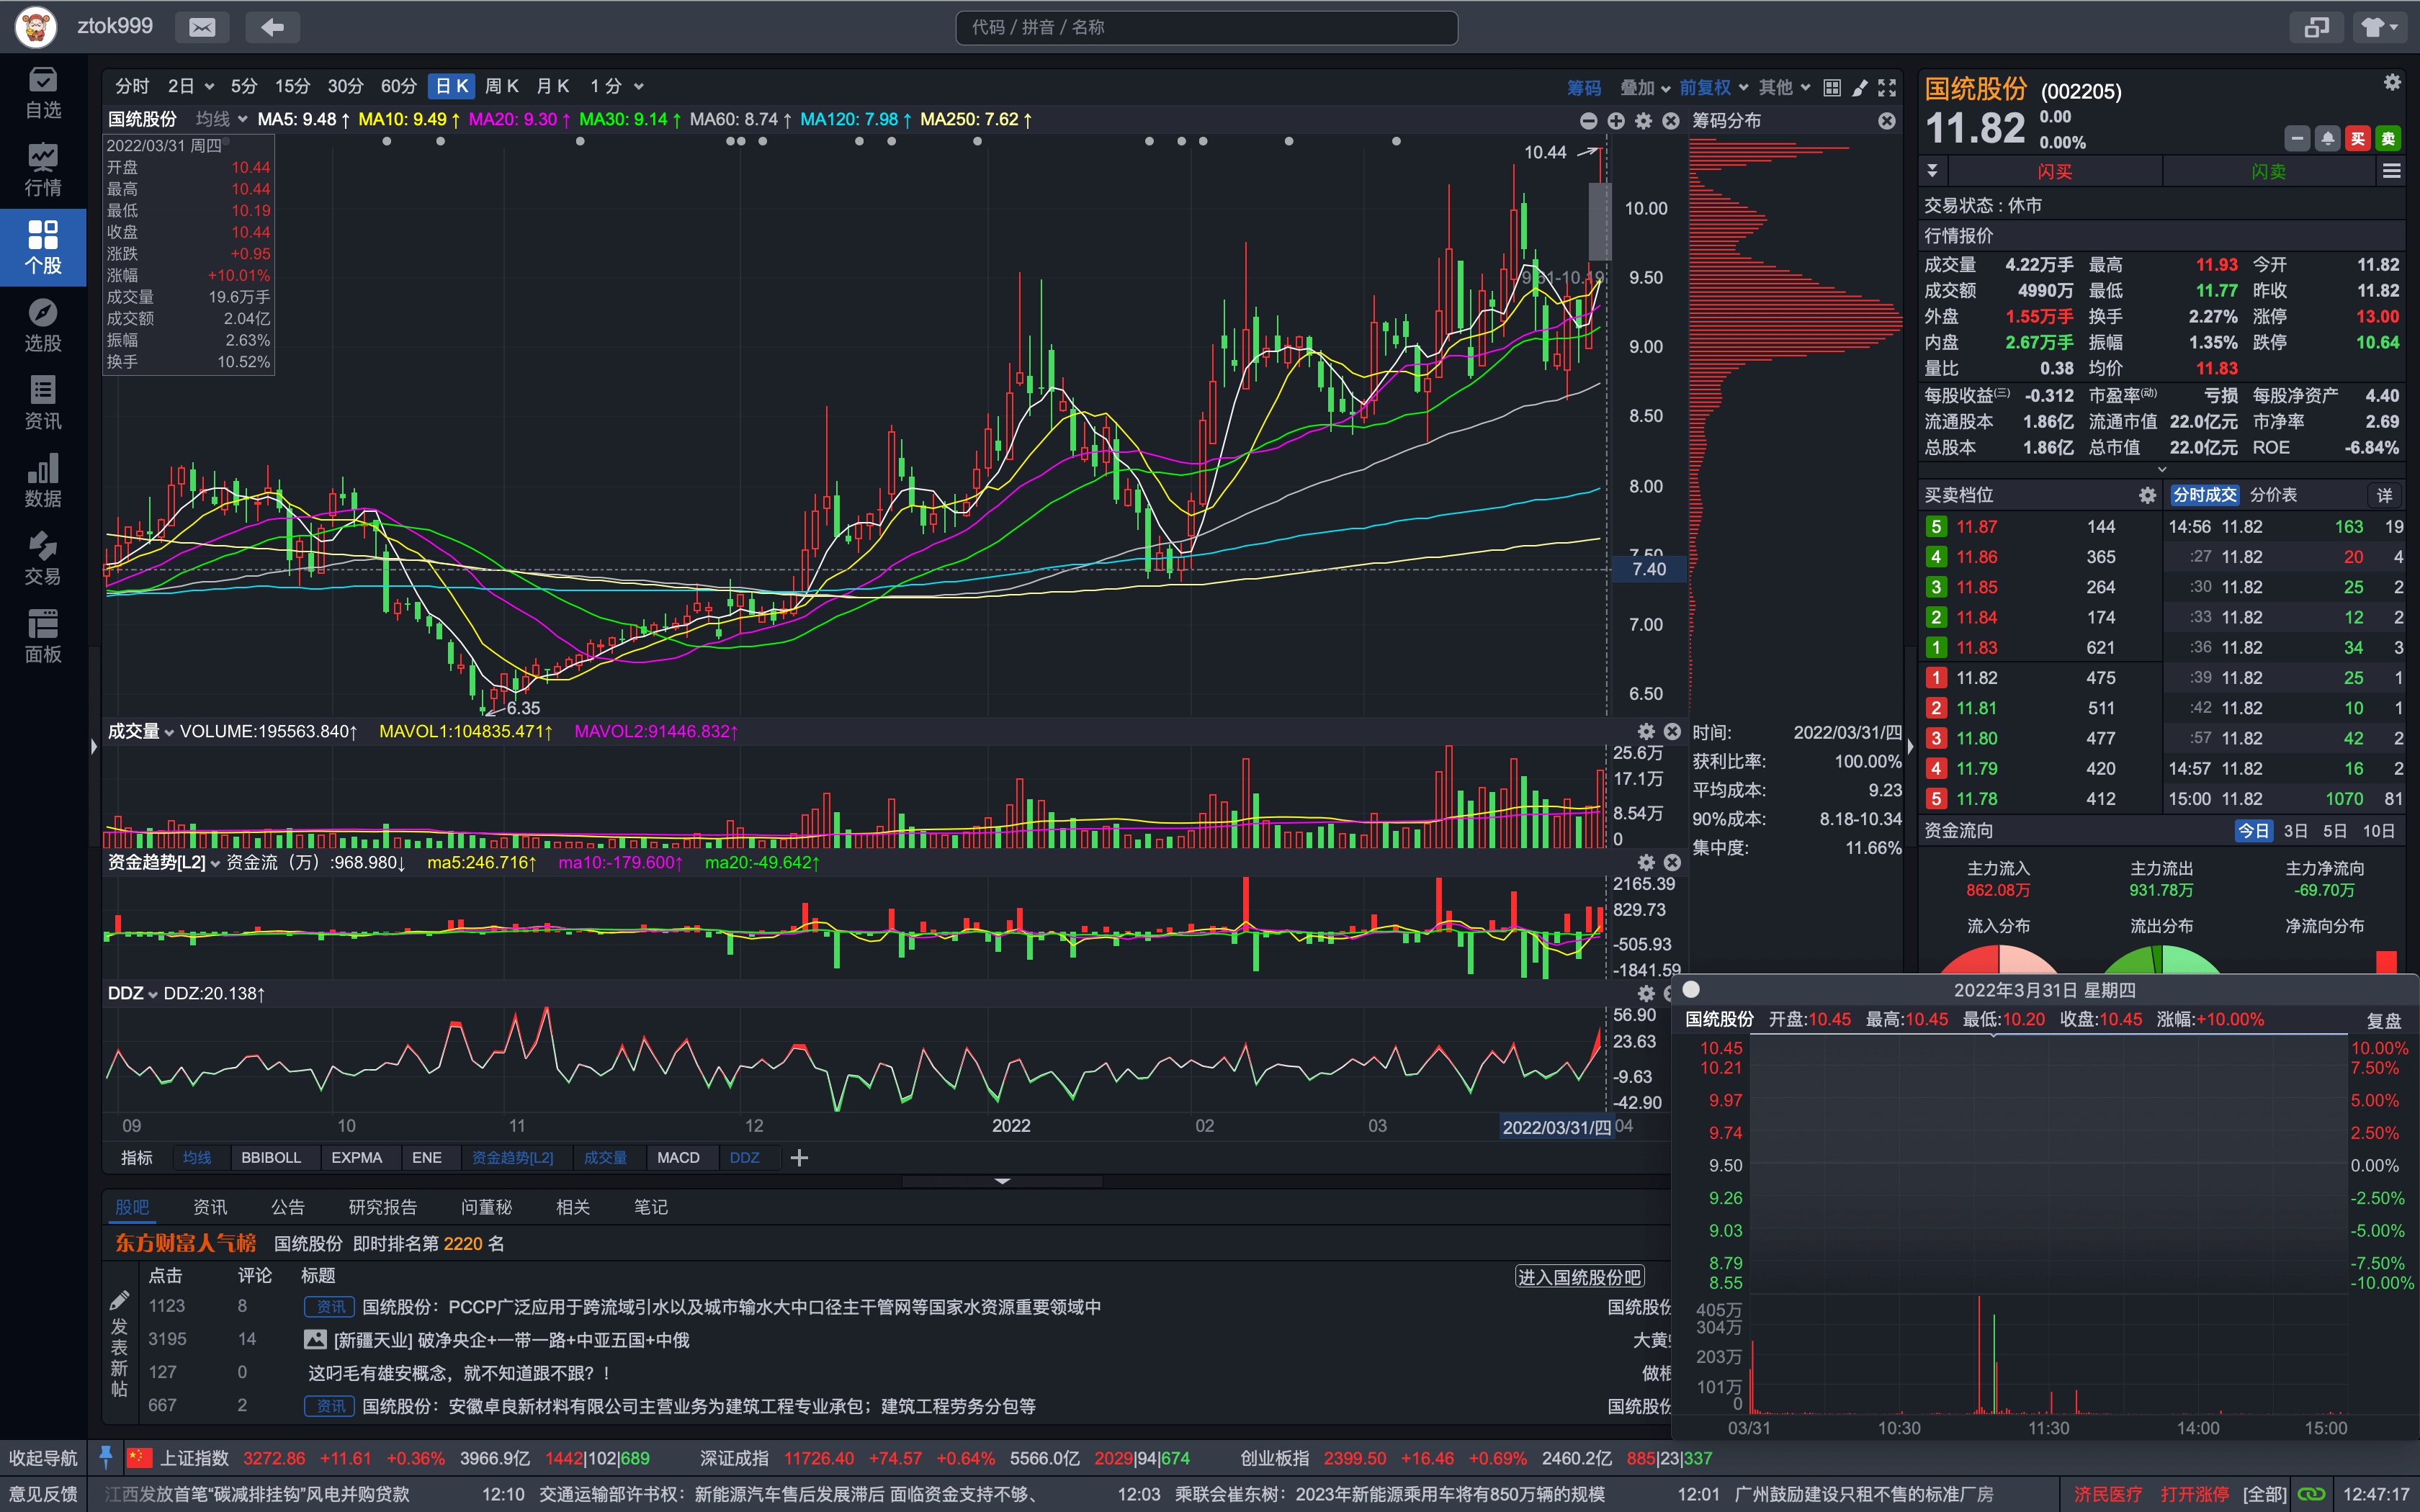 ztok999
代码 / 拼音 / 名称
自选
行情
个股
选股
资讯
数据
交易
面板
分时 2日 5分 15分 30分 60分 日K 周K 月K 1分
筹码 叠加 前复权 其他
国统股份 均线 MA5: 9.48↑ MA10: 9.49↑ MA20: 9.30↑ MA30: 9.14↑ MA60: 8.74↑ MA120: 7.98↑ MA250: 7.62↑
筹码分布
2022/03/31 周四
开盘 10.44
最高 10.44
最低 10.19
收盘 10.44
涨跌 +0.95
涨幅 +10.01%
成交量 19.6万手
成交额 2.04亿
振幅 2.63%
换手 10.52%
10.44
6.35
10.00
9.50
9.00
8.50
8.00
7.50
7.40
7.00
6.50
成交量 VOLUME:195563.840↑ MAVOL1:104835.471↑ MAVOL2:91446.832↑
25.6万
17.1万
8.54万
0
资金趋势[L2] 资金流（万）:968.980↓ ma5:246.716↑ ma10:-179.600↑ ma20:-49.642↑
2165.39
829.73
-505.93
-1841.59
DDZ DDZ:20.138↑
56.90
23.63
-9.63
-42.90
09 10 11 12 2022 02 03 2022/03/31/四 04
指标 均线 BBIBOLL EXPMA ENE 资金趋势[L2] 成交量 MACD DDZ
时间: 2022/03/31/四
获利比率: 100.00%
平均成本: 9.23
90%成本: 8.18-10.34
集中度: 11.66%
股吧 资讯 公告 研究报告 问董秘 相关 笔记
东方财富人气榜 国统股份 即时排名第 2220 名
点击 评论 标题
进入国统股份吧
1123 8 资讯 国统股份：PCCP广泛应用于跨流域引水以及城市输水大中口径主干管网等国家水资源重要领域中 国统股份
3195 14 [新疆天业] 破净央企+一带一路+中亚五国+中俄 大黄
127 0 这叼毛有雄安概念，就不知道跟不跟？！ 做根
667 2 资讯 国统股份：安徽卓良新材料有限公司主营业务为建筑工程专业承包；建筑工程劳务分包等 国统股份
发表新帖
国统股份 (002205)
11.82 0.00
0.00%
买 卖
闪买 闪卖
交易状态 : 休市
行情报价
成交量 4.22万手 最高 11.93 今开 11.82
成交额 4990万 最低 11.77 昨收 11.82
外盘 1.55万手 换手 2.27% 涨停 13.00
内盘 2.67万手 振幅 1.35% 跌停 10.64
量比 0.38 均价 11.83
每股收益(三) -0.312 市盈率(动) 亏损 每股净资产 4.40
流通股本 1.86亿 流通市值 22.0亿元 市净率 2.69
总股本 1.86亿 总市值 22.0亿元 ROE -6.84%
买卖档位 分时成交 分价表 详
5 11.87 144 14:56 11.82 163 19
4 11.86 365 :27 11.82 20 4
3 11.85 264 :30 11.82 25 2
2 11.84 174 :33 11.82 12 2
1 11.83 621 :36 11.82 34 3
1 11.82 475 :39 11.82 25 1
2 11.81 511 :42 11.82 10 1
3 11.80 477 :57 11.82 42 2
4 11.79 420 14:57 11.82 16 2
5 11.78 412 15:00 11.82 1070 81
资金流向 今日 3日 5日 10日
主力流入 主力流出 主力净流向
862.08万 931.78万 -69.70万
流入分布 流出分布 净流向分布
2022年3月31日 星期四
国统股份 开盘:10.45 最高:10.45 最低:10.20 收盘:10.45 涨幅:+10.00% 复盘
10.45 10.00%
10.21 7.50%
9.97 5.00%
9.74 2.50%
9.50 0.00%
9.26 -2.50%
9.03 -5.00%
8.79 -7.50%
8.55 -10.00%
405万
304万
203万
101万
0
03/31 10:30 11:30 14:00 15:00
收起导航 上证指数 3272.86 +11.61 +0.36% 3966.9亿 1442|102|689 深证成指 11726.40 +74.57 +0.64% 5566.0亿 2029|94|674 创业板指 2399.50 +16.46 +0.69% 2460.2亿 885|23|337
意见反馈 江西发放首笔“碳减排挂钩”风电并购贷款 12:10 交通运输部许书权：新能源汽车售后发展滞后 面临资金支持不够、 12:03 乘联会崔东树：2023年新能源乘用车将有850万辆的规模 12:01 广州鼓励建设只租不售的标准厂房 济民医疗 打开涨停 [全部] 12:47:17